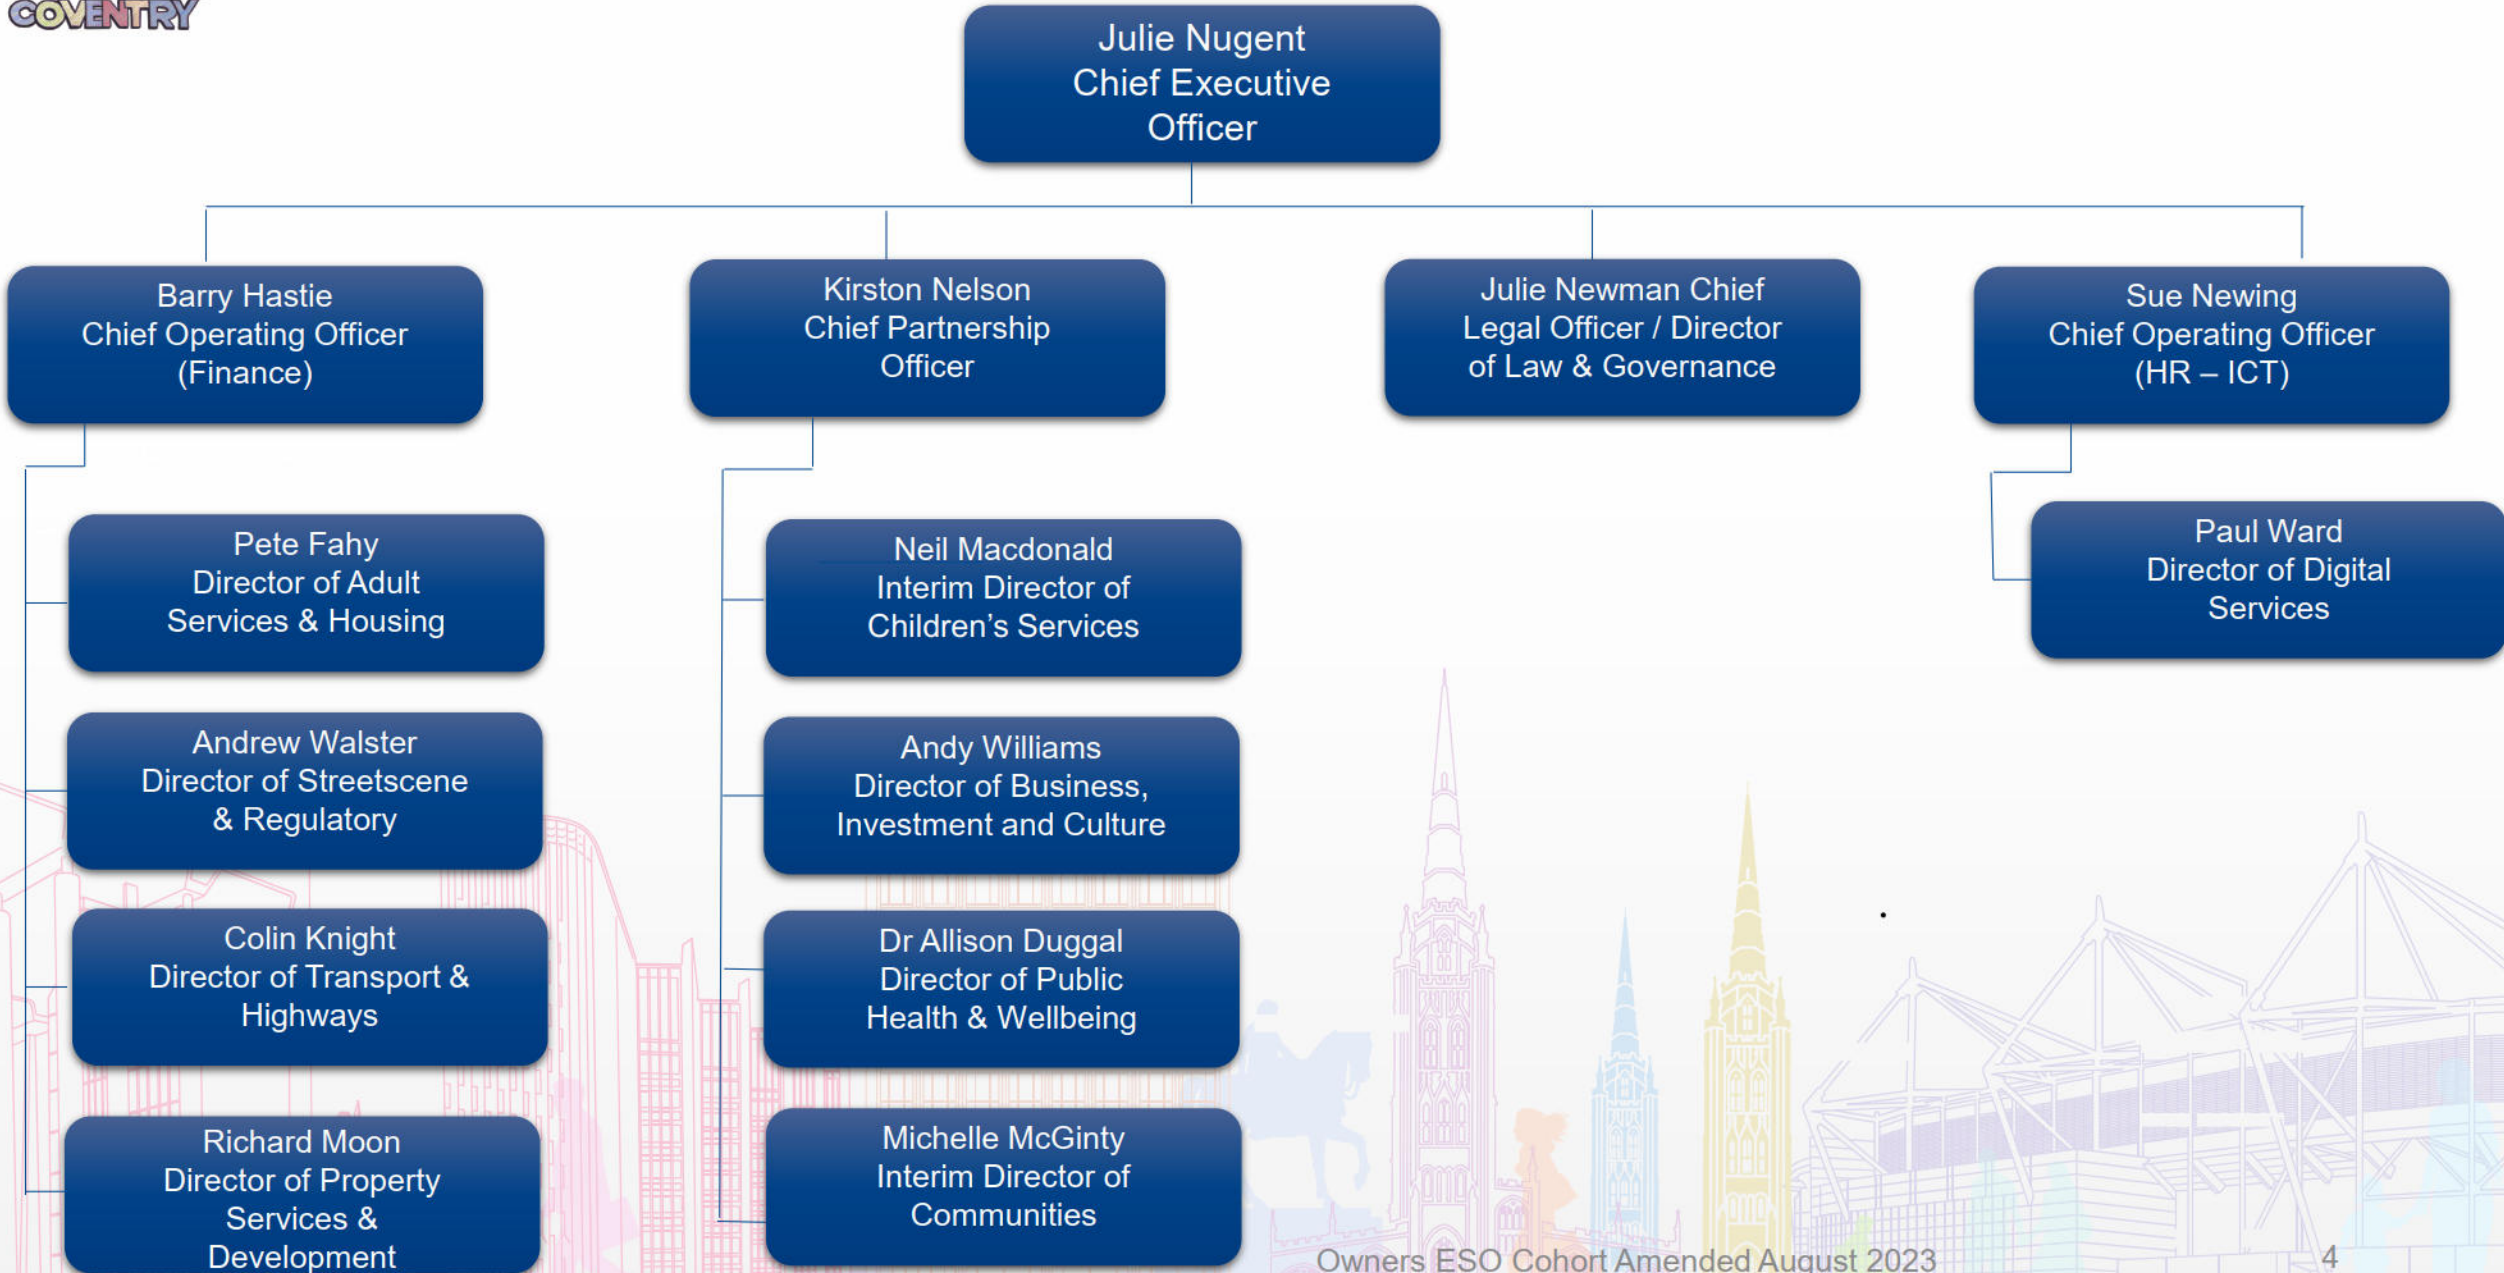 COVENTRY
Julie Nugent
Chief Executive
Officer
Barry Hastie
Chief Operating Officer
(Finance)
Kirston Nelson
Chief Partnership
Officer
Julie Newman Chief
Legal Officer / Director
of Law & Governance
Sue Newing
Chief Operating Officer
(HR – ICT)
Pete Fahy
Director of Adult
Services & Housing
Andrew Walster
Director of Streetscene
& Regulatory
Colin Knight
Director of Transport &
Highways
Richard Moon
Director of Property
Services &
Development
Neil Macdonald
Interim Director of
Children’s Services
Andy Williams
Director of Business,
Investment and Culture
Dr Allison Duggal
Director of Public
Health & Wellbeing
Michelle McGinty
Interim Director of
Communities
Paul Ward
Director of Digital
Services
.
Owners ESO Cohort Amended August 2023
4